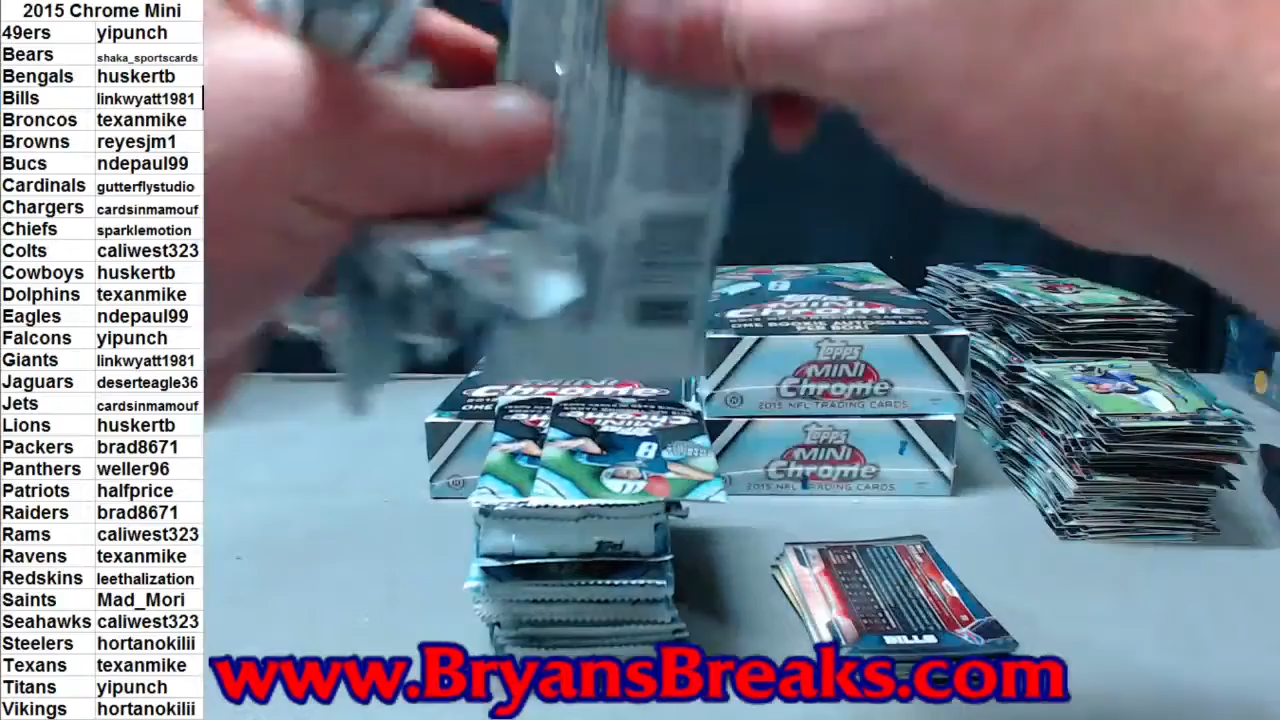 2015 Chrome Mini
49ers yipunch
Bears shaka_sportscards
Bengals huskertb
Bills linkwyatt1981
Broncos texanmike
Browns reyesjm1
Bucs ndepaul99
Cardinals gutterflystudio
Chargers cardsinmamouf
Chiefs sparklemotion
Colts caliwest323
Cowboys huskertb
Dolphins texanmike
Eagles ndepaul99
Falcons yipunch
Giants linkwyatt1981
Jaguars deserteagle36
Jets cardsinmamouf
Lions huskertb
Packers brad8671
Panthers weller96
Patriots halfprice
Raiders brad8671
Rams caliwest323
Ravens texanmike
Redskins leethalization
Saints Mad_Mori
Seahawks caliwest323
Steelers hortanokilii
Texans texanmike
Titans yipunch
Vikings hortanokilii
Topps
MINI
Chrome
2015 NFL TRADING CARDS
Topps
MINI
Chrome
2015 NFL TRADING CARDS
BILLS
www.BryansBreaks.com